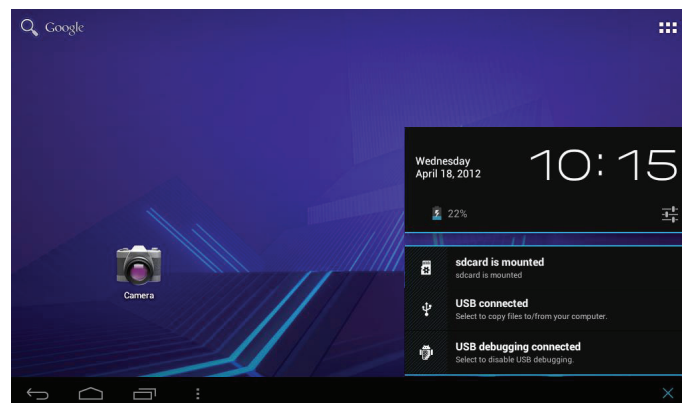 Google
Wednesday
April 18, 2012
10:15
22%
sdcard is mounted
sdcard is mounted
USB connected
Select to copy files to/from your computer.
USB debugging connected
Select to disable USB debugging.
Camera